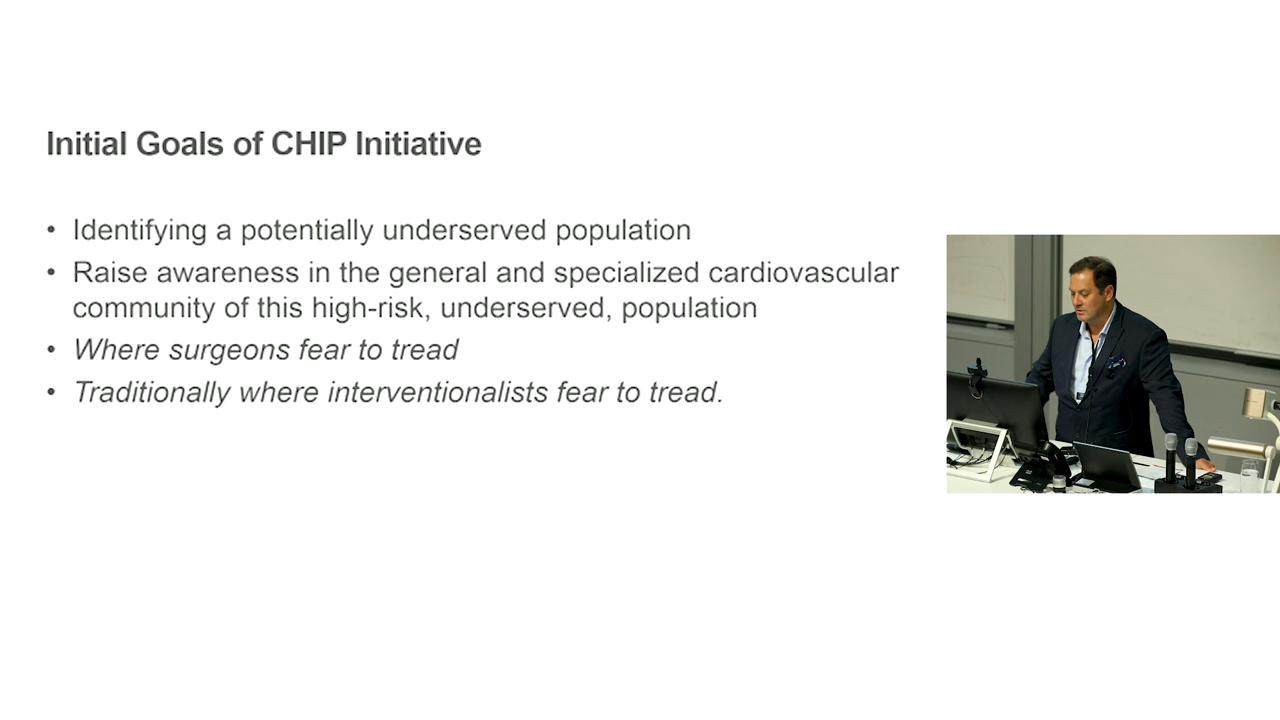 Initial Goals of CHIP Initiative
• Identifying a potentially underserved population
• Raise awareness in the general and specialized cardiovascular
community of this high-risk, underserved, population
• Where surgeons fear to tread
• Traditionally where interventionalists fear to tread.